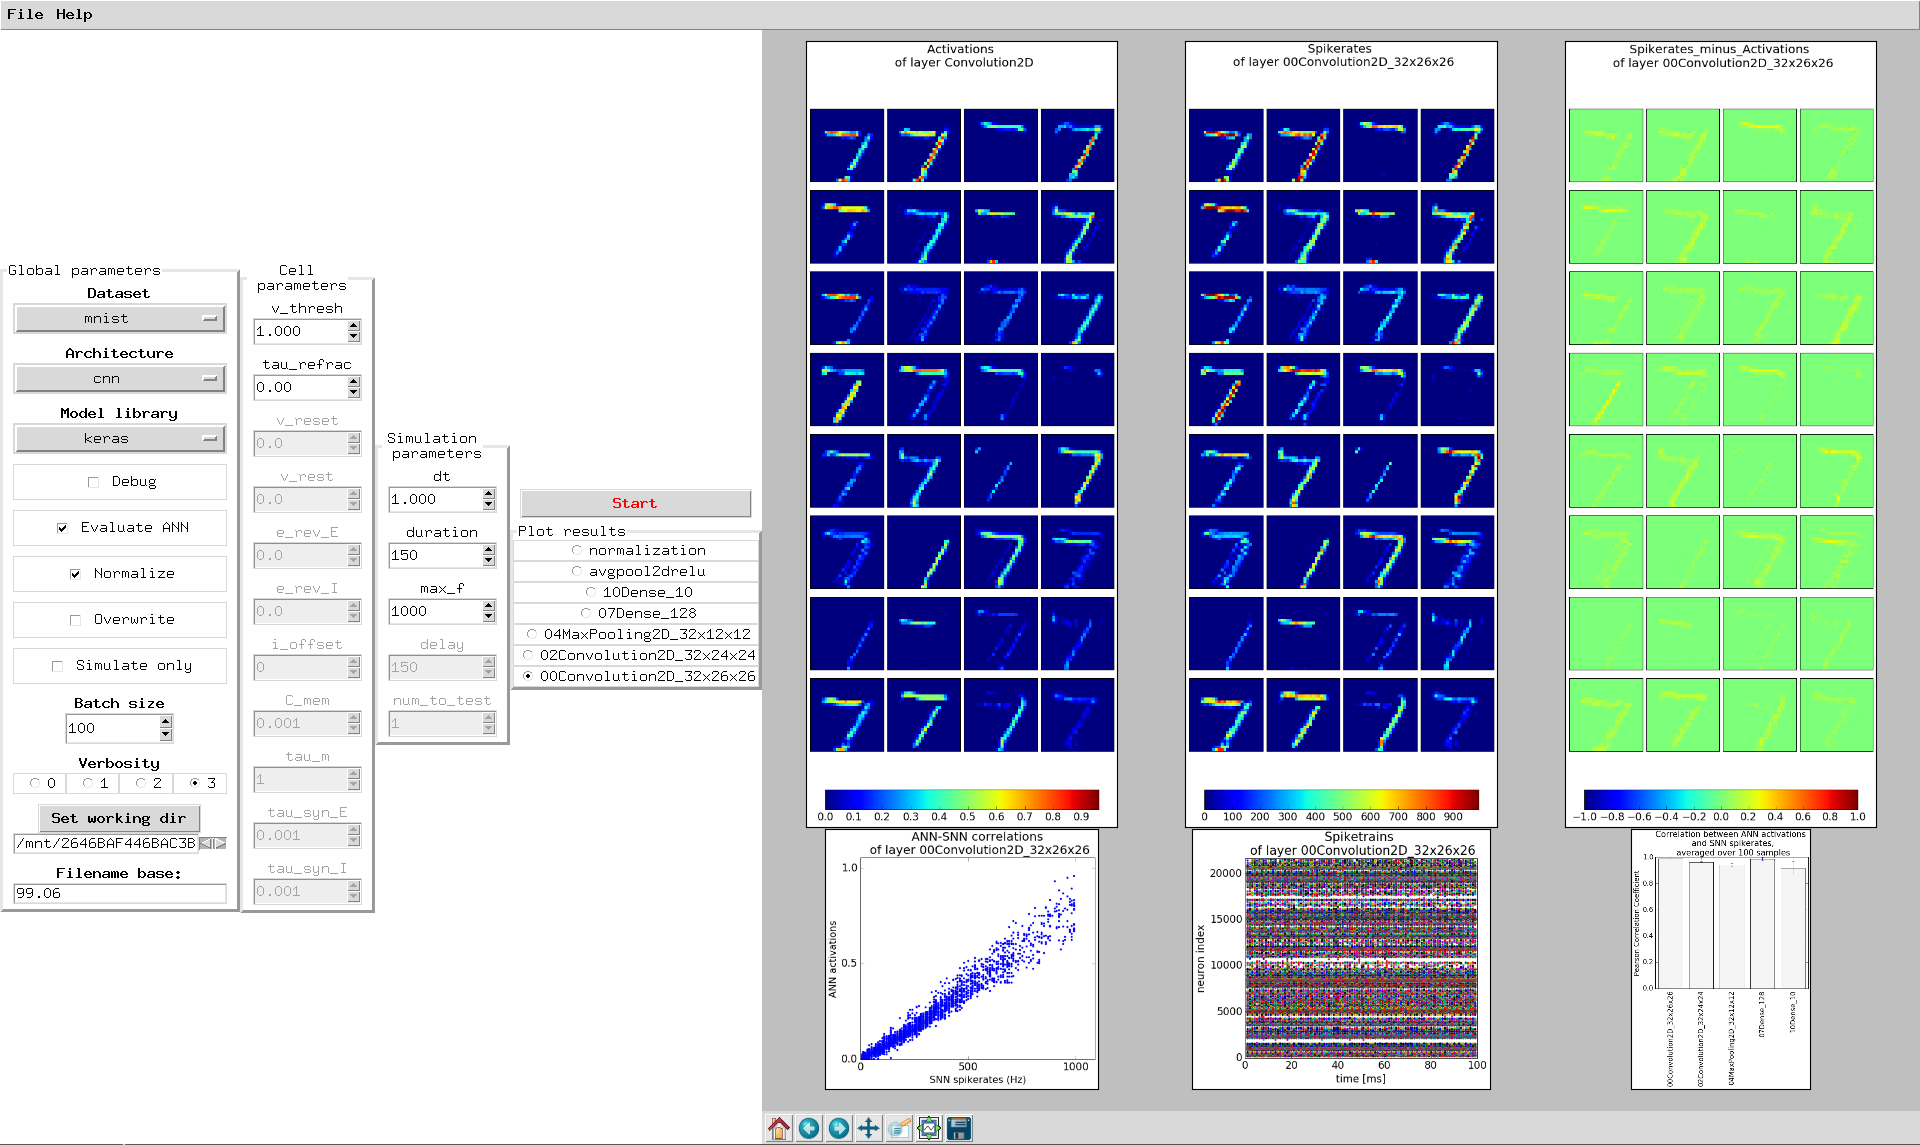 File Help
Global parameters
Dataset
mnist
Architecture
cnn
Model library
keras
Debug
Evaluate ANN
Normalize
Overwrite
Simulate only
Batch size
100
Verbosity
0 1 2 3
Set working dir
/mnt/2646BAF446BAC3B
Filename base:
99.06
Cell
parameters
v_thresh
1.000
tau_refrac
0.00
v_reset
0.0
v_rest
0.0
e_rev_E
0.0
e_rev_I
0.0
i_offset
0
C_mem
0.001
tau_m
1
tau_syn_E
0.001
tau_syn_I
0.001
Simulation
parameters
dt
1.000
duration
150
max_f
1000
delay
150
num_to_test
1
Start
Plot results
normalization
avgpool2drelu
10Dense_10
07Dense_128
04MaxPooling2D_32x12x12
02Convolution2D_32x24x24
00Convolution2D_32x26x26
Activations
of layer Convolution2D
0.0 0.1 0.2 0.3 0.4 0.5 0.6 0.7 0.8 0.9
Spikerates
of layer 00Convolution2D_32x26x26
0 100 200 300 400 500 600 700 800 900
Spikerates_minus_Activations
of layer 00Convolution2D_32x26x26
−1.0 −0.8 −0.6 −0.4 −0.2 0.0 0.2 0.4 0.6 0.8 1.0
ANN-SNN correlations
of layer 00Convolution2D_32x26x26
ANN activations
1.0
0.5
0.0
0 500 1000
SNN spikerates (Hz)
Spiketrains
of layer 00Convolution2D_32x26x26
neuron index
20000
15000
10000
5000
0
0 20 40 60 80 100
time [ms]
Correlation between ANN activations
and SNN spikerates,
averaged over 100 samples
Pearson Correlation Coefficient
1.0
0.8
0.6
0.4
0.2
0.0
00Convolution2D_32x26x26
02Convolution2D_32x24x24
04MaxPooling2D_32x12x12
07Dense_128
10Dense_10